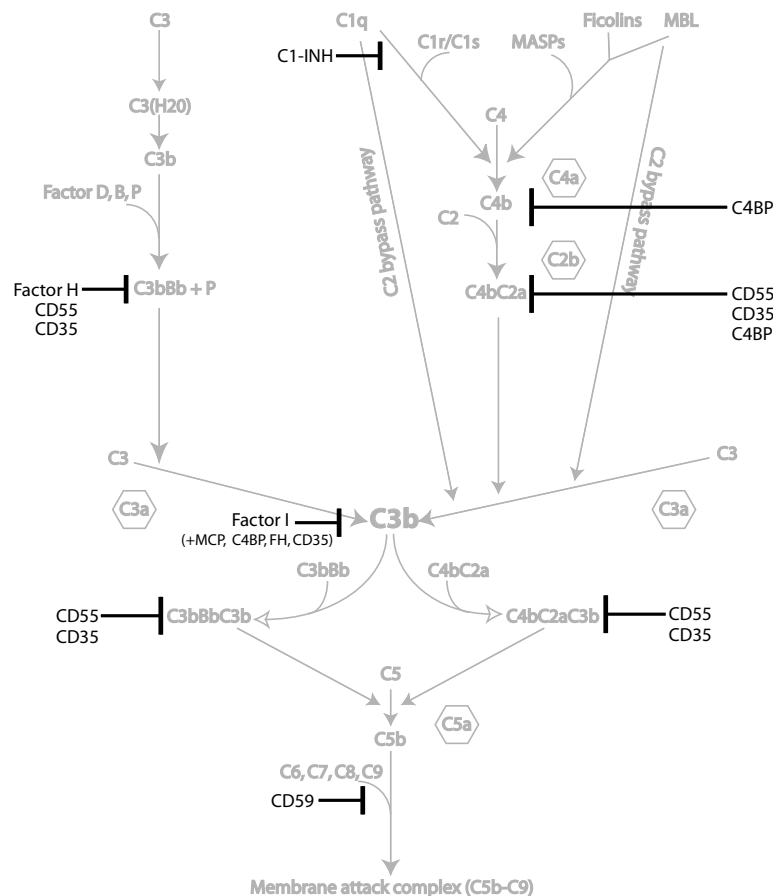 C3
C1q
Ficolins
MBL
C1-INH
C1r/C1s
MASPs
C3(H20)
C4
C3b
C2 bypass pathway
C2 bypass pathway
C4a
Factor D, B, P
C4b
C4BP
C2
C2b
Factor H
C3bBb + P
C4bC2a
CD55
CD55
CD35
CD35
C4BP
C3
C3
C3a
C3a
Factor I
C3b
(+MCP, C4BP, FH, CD35)
C3bBb
C4bC2a
CD55
C3bBbC3b
C4bC2aC3b
CD55
CD35
CD35
C5
C5a
C5b
C6, C7, C8, C9
CD59
Membrane attack complex (C5b-C9)